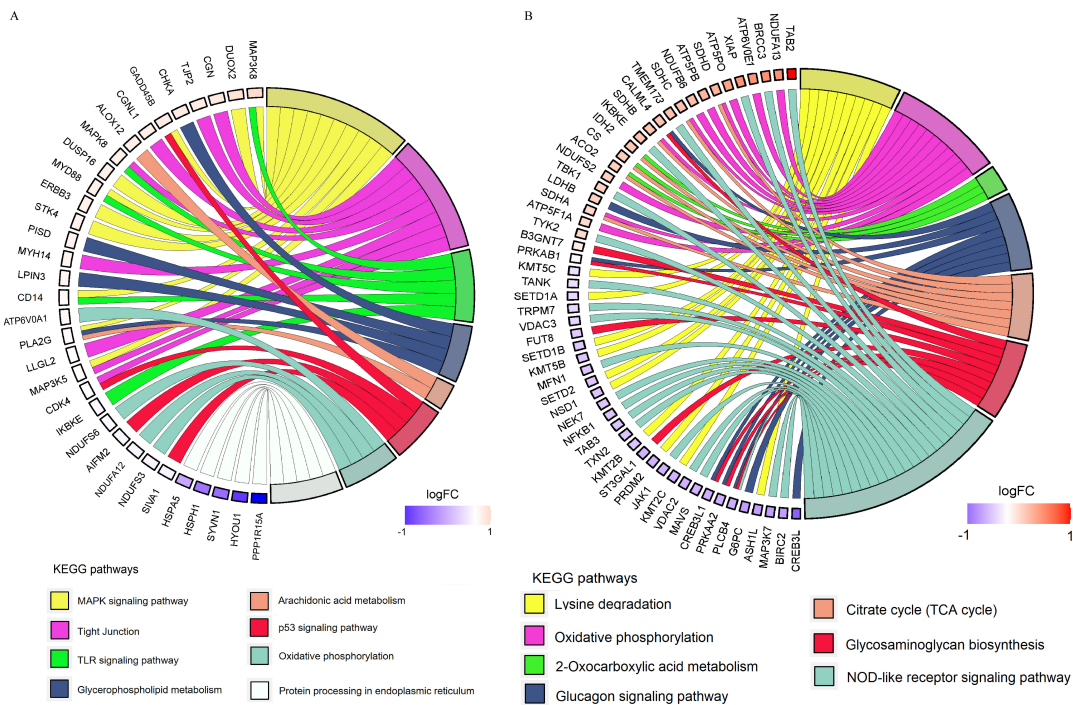 A
MAP3K8
DUOX2
CGN
TJP2
CHKA
GADD45B
CGNL1
ALOX12
MAPK8
DUSP16
MYD88
ERBB3
STK4
PISD
MYH14
LPIN3
CD14
ATP6V0A1
PLA2G
LLGL2
MAP3K5
CDK4
IKBKE
NDUFS6
AIFM2
NDUFA12
NDUFS3
SIVA1
HSPA5
HSPH1
SYVN1
HYOU1
PPP1R15A
logFC
-1 1
KEGG pathways
MAPK signaling pathway
Tight Junction
TLR signaling pathway
Glycerophospholipid metabolism
Arachidonic acid metabolism
p53 signaling pathway
Oxidative phosphorylation
Protein processing in endoplasmic reticulum
B
TAB2
NDUFA13
BRCC3
ATP6V0E1
XIAP
ATP5PO
SDHD
ATP5PB
NDUFB6
SDHC
TMEM173
CALML4
SDHB
IKBKE
IDH2
CS
ACO2
NDUFS2
TBK1
LDHB
SDHA
ATP5F1A
TYK2
B3GNT7
PRKAB1
KMT5C
TANK
SETD1A
TRPM7
VDAC3
FUT8
SETD1B
KMT5B
MFN1
SETD2
NSD1
NEK7
NFKB1
TAB3
TXN2
KMT2B
ST3GAL1
PRDM2
JAK1
KMT2C
VDAC2
MAVS
CREB3L1
PRKAA2
PLCB4
G6PC
ASH1L
MAP3K7
BIRC2
CREB3L
logFC
-1 1
KEGG pathways
Lysine degradation
Oxidative phosphorylation
2-Oxocarboxylic acid metabolism
Glucagon signaling pathway
Citrate cycle (TCA cycle)
Glycosaminoglycan biosynthesis
NOD-like receptor signaling pathway